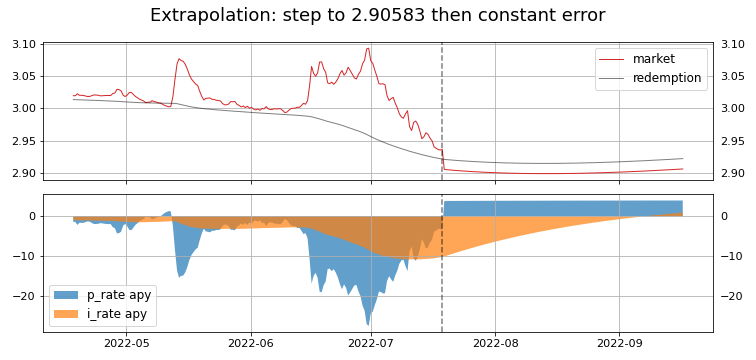 Extrapolation: step to 2.90583 then constant error
3.10
3.05
3.00
2.95
2.90
market
redemption
3.10
3.05
3.00
2.95
2.90
0
−10
−20
p_rate apy
i_rate apy
0
−10
−20
2022-05 2022-06 2022-07 2022-08 2022-09